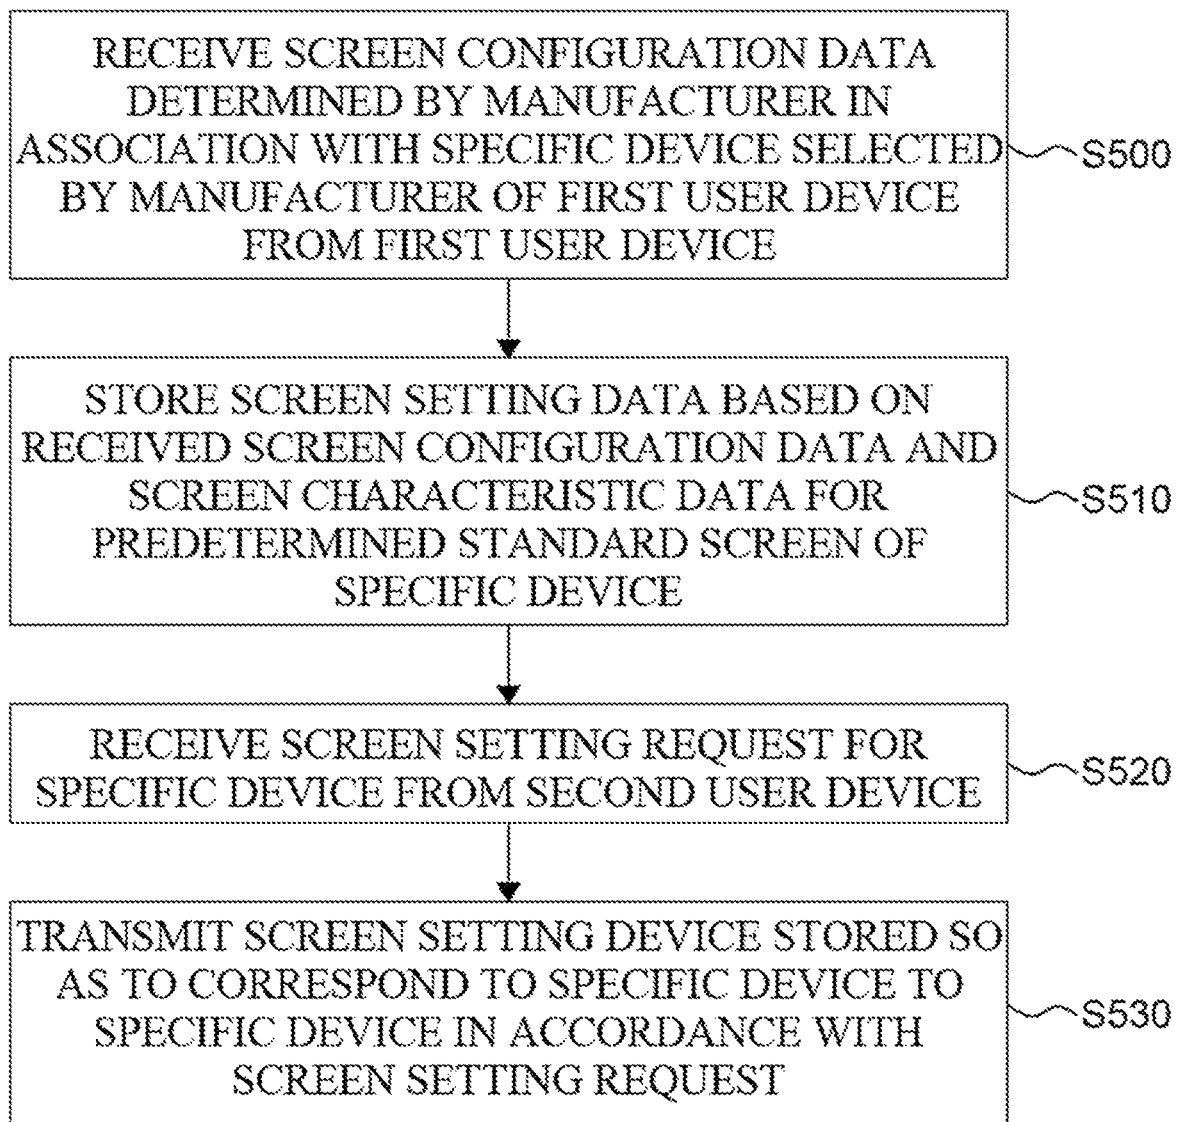 RECEIVE SCREEN CONFIGURATION DATA
DETERMINED BY MANUFACTURER IN
ASSOCIATION WITH SPECIFIC DEVICE SELECTED
BY MANUFACTURER OF FIRST USER DEVICE
FROM FIRST USER DEVICE
S500
STORE SCREEN SETTING DATA BASED ON
RECEIVED SCREEN CONFIGURATION DATA AND
SCREEN CHARACTERISTIC DATA FOR
PREDETERMINED STANDARD SCREEN OF
SPECIFIC DEVICE
S510
RECEIVE SCREEN SETTING REQUEST FOR
SPECIFIC DEVICE FROM SECOND USER DEVICE
S520
TRANSMIT SCREEN SETTING DEVICE STORED SO
AS TO CORRESPOND TO SPECIFIC DEVICE TO
SPECIFIC DEVICE IN ACCORDANCE WITH
SCREEN SETTING REQUEST
S530